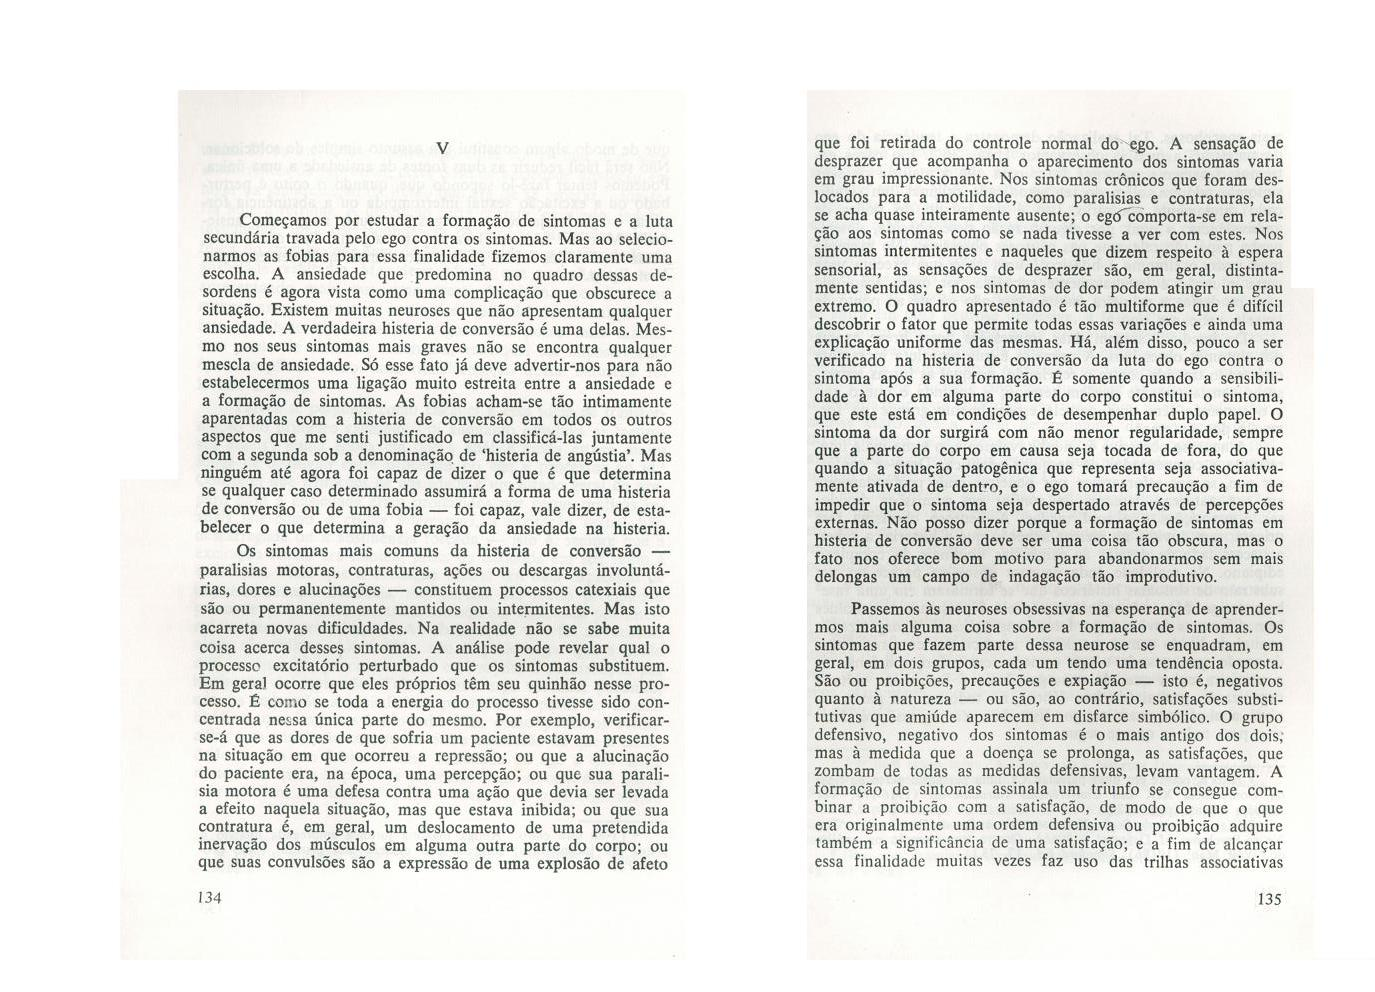 V
Começamos por estudar a formação de sintomas e a luta
secundária travada pelo ego contra os sintomas. Mas ao selecio-
narmos as fobias para essa finalidade fizemos claramente uma
escolha. A ansiedade que predomina no quadro dessas de-
sordens é agora vista como uma complicação que obscurece a
situação. Existem muitas neuroses que não apresentam qualquer
ansiedade. A verdadeira histeria de conversão é uma delas. Mes-
mo nos seus sintomas mais graves não se encontra qualquer
mescla de ansiedade. Só esse fato já deve advertir-nos para não
estabelecermos uma ligação muito estreita entre a ansiedade e
a formação de sintomas. As fobias acham-se tão intimamente
aparentadas com a histeria de conversão em todos os outros
aspectos que me senti justificado em classificá-las juntamente
com a segunda sob a denominação de ‘histeria de angústia’. Mas
ninguém até agora foi capaz de dizer o que é que determina
se qualquer caso determinado assumirá a forma de uma histeria
de conversão ou de uma fobia — foi capaz, vale dizer, de esta-
belecer o que determina a geração da ansiedade na histeria.
Os sintomas mais comuns da histeria de conversão —
paralisias motoras, contraturas, ações ou descargas involuntá-
rias, dores e alucinações — constituem processos catexiais que
são ou permanentemente mantidos ou intermitentes. Mas isto
acarreta novas dificuldades. Na realidade não se sabe muita
coisa acerca desses sintomas. A análise pode revelar qual o
processo excitatório perturbado que os sintomas substituem.
Em geral ocorre que eles próprios têm seu quinhão nesse pro-
cesso. É como se toda a energia do processo tivesse sido con-
centrada nessa única parte do mesmo. Por exemplo, verificar-
se-á que as dores de que sofria um paciente estavam presentes
na situação em que ocorreu a repressão; ou que a alucinação
do paciente era, na época, uma percepção; ou que sua parali-
sia motora é uma defesa contra uma ação que devia ser levada
a efeito naquela situação, mas que estava inibida; ou que sua
contratura é, em geral, um deslocamento de uma pretendida
inervação dos músculos em alguma outra parte do corpo; ou
que suas convulsões são a expressão de uma explosão de afeto
134
que foi retirada do controle normal do ego. A sensação de
desprazer que acompanha o aparecimento dos sintomas varia
em grau impressionante. Nos sintomas crônicos que foram des-
locados para a motilidade, como paralisias e contraturas, ela
se acha quase inteiramente ausente; o ego comporta-se em rela-
ção aos sintomas como se nada tivesse a ver com estes. Nos
sintomas intermitentes e naqueles que dizem respeito à espera
sensorial, as sensações de desprazer são, em geral, distinta-
mente sentidas; e nos sintomas de dor podem atingir um grau
extremo. O quadro apresentado é tão multiforme que é difícil
descobrir o fator que permite todas essas variações e ainda uma
explicação uniforme das mesmas. Há, além disso, pouco a ser
verificado na histeria de conversão da luta do ego contra o
sintoma após a sua formação. É somente quando a sensibili-
dade à dor em alguma parte do corpo constitui o sintoma,
que este está em condições de desempenhar duplo papel. O
sintoma da dor surgirá com não menor regularidade, sempre
que a parte do corpo em causa seja tocada de fora, do que
quando a situação patogênica que representa seja associativa-
mente ativada de dentro, e o ego tomará precaução a fim de
impedir que o sintoma seja despertado através de percepções
externas. Não posso dizer porque a formação de sintomas em
histeria de conversão deve ser uma coisa tão obscura, mas o
fato nos oferece bom motivo para abandonarmos sem mais
delongas um campo de indagação tão improdutivo.
Passemos às neuroses obsessivas na esperança de aprender-
mos mais alguma coisa sobre a formação de sintomas. Os
sintomas que fazem parte dessa neurose se enquadram, em
geral, em dois grupos, cada um tendo uma tendência oposta.
São ou proibições, precauções e expiação — isto é, negativos
quanto à natureza — ou são, ao contrário, satisfações substi-
tutivas que amiúde aparecem em disfarce simbólico. O grupo
defensivo, negativo dos sintomas é o mais antigo dos dois;
mas à medida que a doença se prolonga, as satisfações, que
zombam de todas as medidas defensivas, levam vantagem. A
formação de sintomas assinala um triunfo se consegue com-
binar a proibição com a satisfação, de modo de que o que
era originalmente uma ordem defensiva ou proibição adquire
também a significância de uma satisfação; e a fim de alcançar
essa finalidade muitas vezes faz uso das trilhas associativas
135